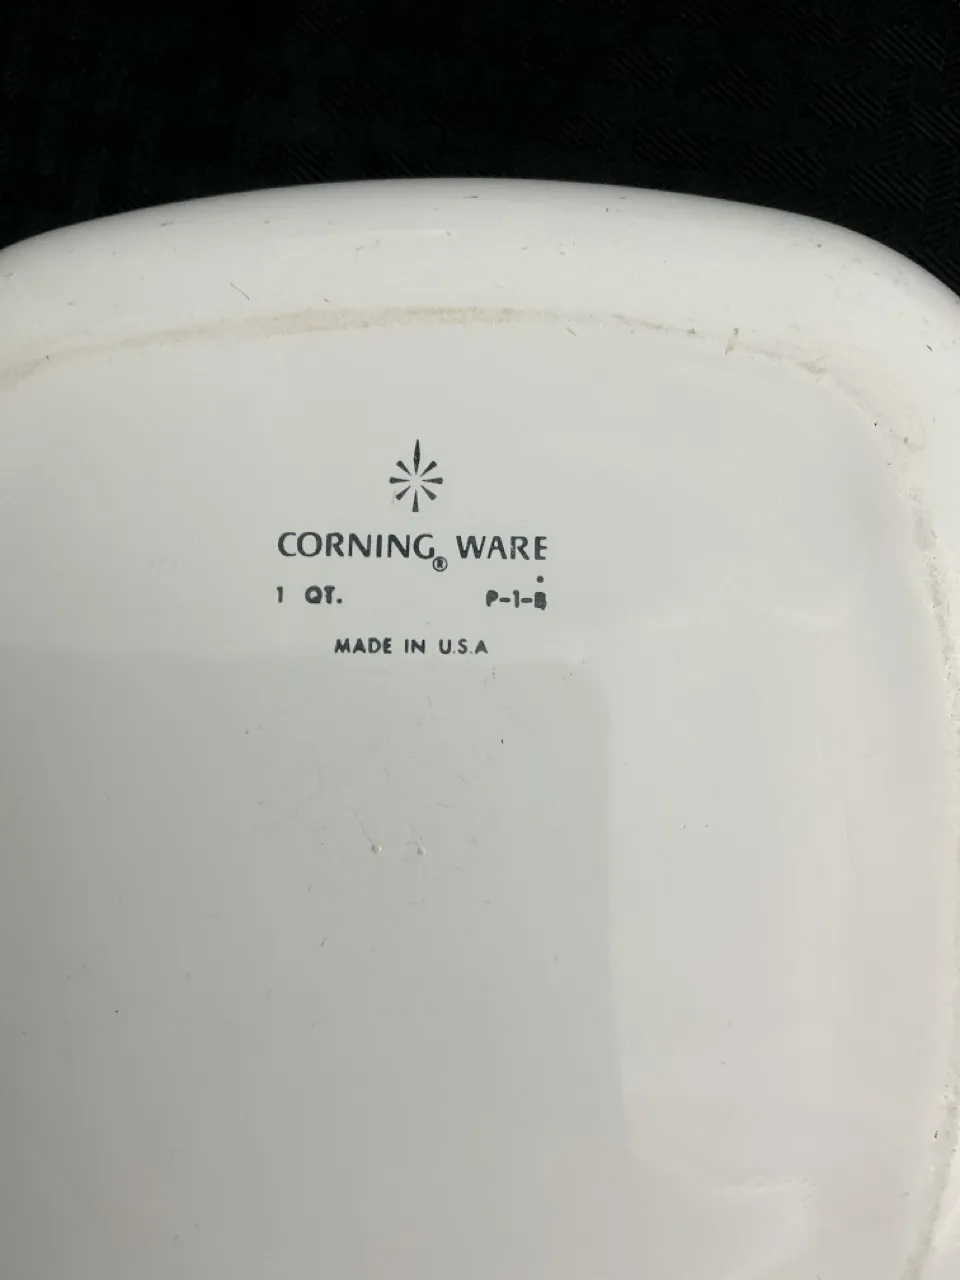 CORNING® WARE
1 QT. P-1-B
MADE IN U.S.A